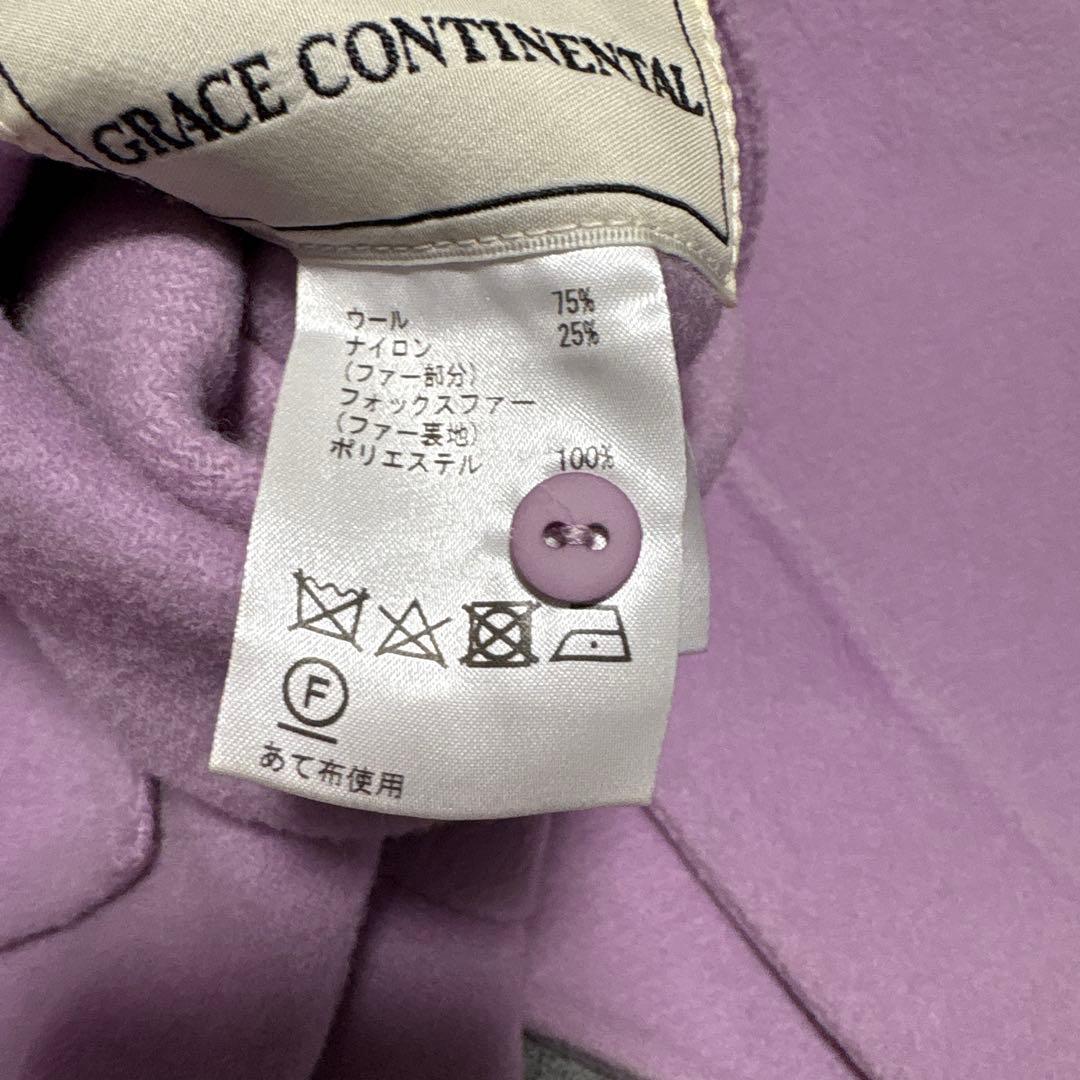 GRACE CONTINENTAL
ウール 75%
ナイロン 25%
(ファー部分)
フォックスファー
(ファー裏地)
ポリエステル 100%
F
あて布使用